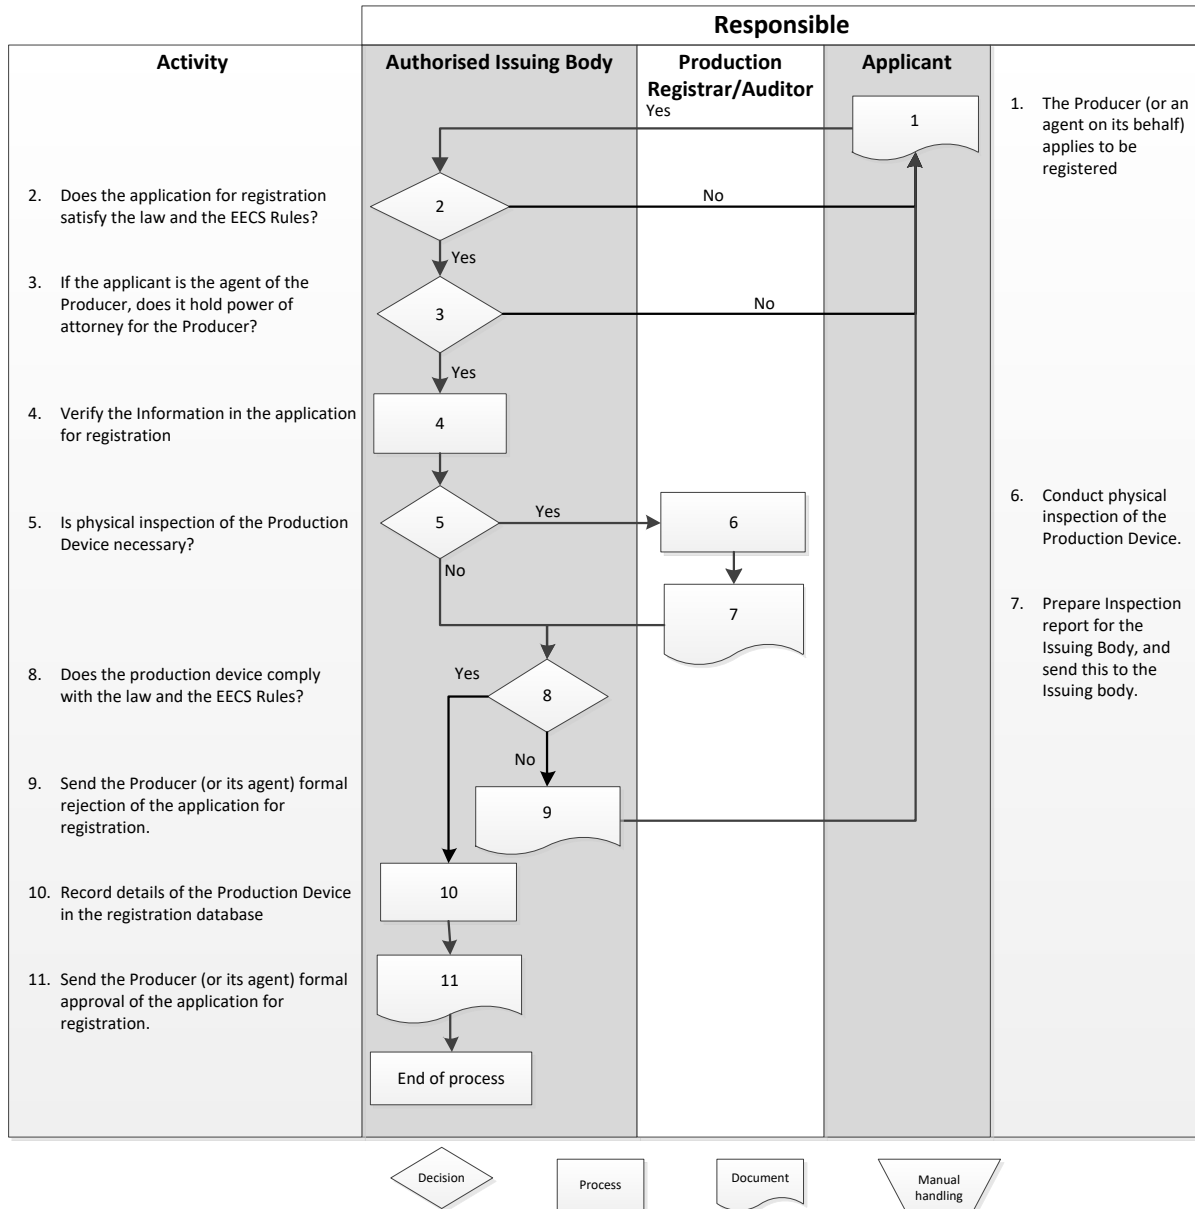 Responsible
Activity
Authorised Issuing Body
Production
Registrar/Auditor
Applicant
Yes
1
1. The Producer (or an
agent on its behalf)
applies to be
registered
2. Does the application for registration
satisfy the law and the EECS Rules?
2
No
Yes
3. If the applicant is the agent of the
Producer, does it hold power of
attorney for the Producer?
3
No
Yes
4. Verify the Information in the application
for registration
4
5. Is physical inspection of the Production
Device necessary?
5
Yes
6
No
6. Conduct physical
inspection of the
Production Device.
7
7. Prepare Inspection
report for the
Issuing Body, and
send this to the
Issuing body.
8. Does the production device comply
with the law and the EECS Rules?
Yes
8
No
9. Send the Producer (or its agent) formal
rejection of the application for
registration.
9
10. Record details of the Production Device
in the registration database
10
11. Send the Producer (or its agent) formal
approval of the application for
registration.
11
End of process
Decision
Process
Document
Manual
handling